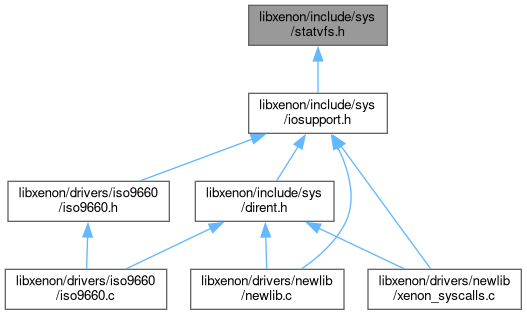 libxenon/include/sys
/statvfs.h
libxenon/include/sys
/iosupport.h
libxenon/drivers/iso9660
/iso9660.h
libxenon/include/sys
/dirent.h
libxenon/drivers/iso9660
/iso9660.c
libxenon/drivers/newlib
/newlib.c
libxenon/drivers/newlib
/xenon_syscalls.c